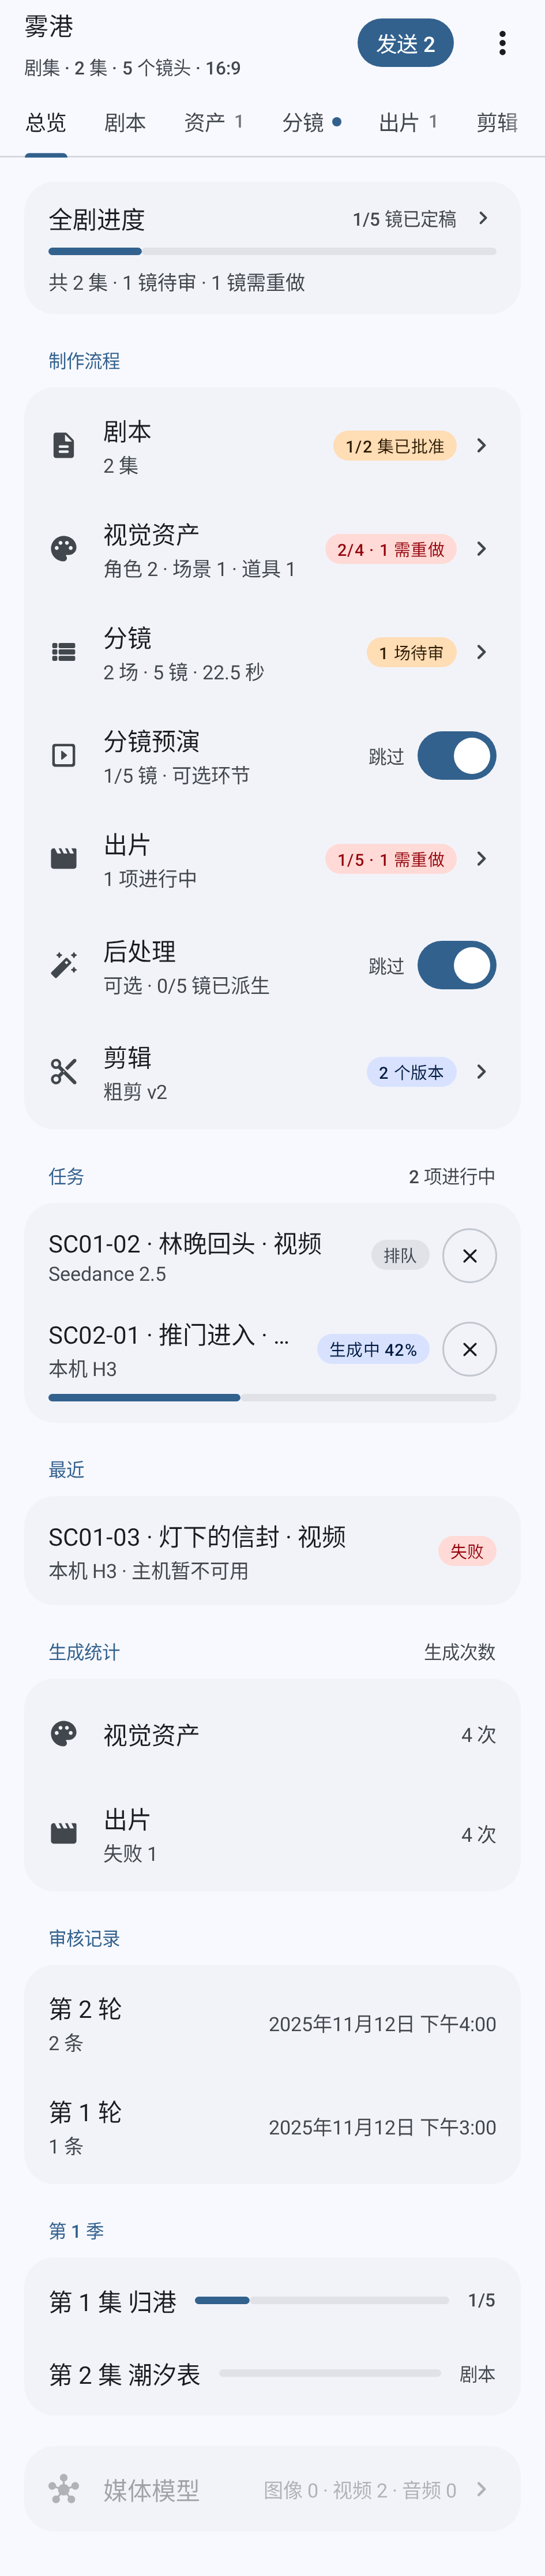 雾港
剧集 · 2 集 · 5 个镜头 · 16:9
发送 2
总览
剧本
资产 1
分镜
出片 1
剪辑
全剧进度
1/5 镜已定稿
共 2 集 · 1 镜待审 · 1 镜需重做
制作流程
剧本
2 集
1/2 集已批准
视觉资产
角色 2 · 场景 1 · 道具 1
2/4 · 1 需重做
分镜
2 场 · 5 镜 · 22.5 秒
1 场待审
分镜预演
1/5 镜 · 可选环节
跳过
出片
1 项进行中
1/5 · 1 需重做
后处理
可选 · 0/5 镜已派生
跳过
剪辑
粗剪 v2
2 个版本
任务
2 项进行中
SC01-02 · 林晚回头 · 视频
Seedance 2.5
排队
SC02-01 · 推门进入 · ...
本机 H3
生成中 42%
最近
SC01-03 · 灯下的信封 · 视频
本机 H3 · 主机暂不可用
失败
生成统计
生成次数
视觉资产
4 次
出片
失败 1
4 次
审核记录
第 2 轮
2 条
2025年11月12日 下午4:00
第 1 轮
1 条
2025年11月12日 下午3:00
第 1 季
第 1 集 归港
1/5
第 2 集 潮汐表
剧本
媒体模型
图像 0 · 视频 2 · 音频 0